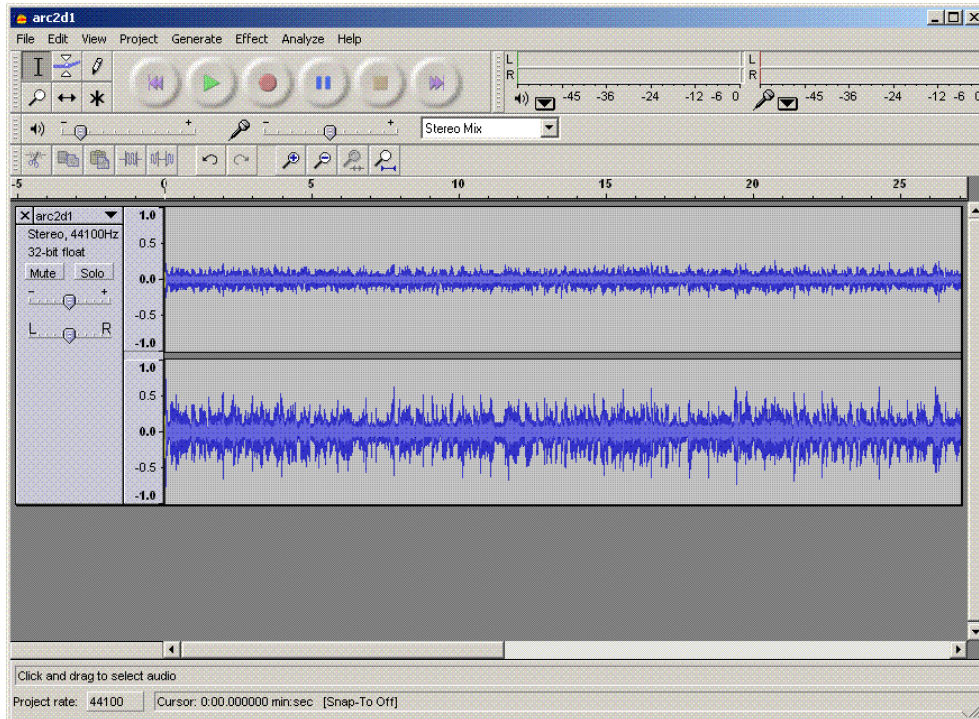 arc2d1
File Edit View Project Generate Effect Analyze Help
L
R
-45 -36 -24 -12 -6 0
L
R
-45 -36 -24 -12 -6 0
- +
- +
Stereo Mix
-5 0 5 10 15 20 25
arc2d1
Stereo, 44100Hz
32-bit float
Mute Solo
- +
L R
1.0
0.5
0.0
-0.5
-1.0
1.0
0.5
0.0
-0.5
-1.0
Click and drag to select audio
Project rate: 44100 Cursor: 0:00.000000 min:sec [Snap-To Off]